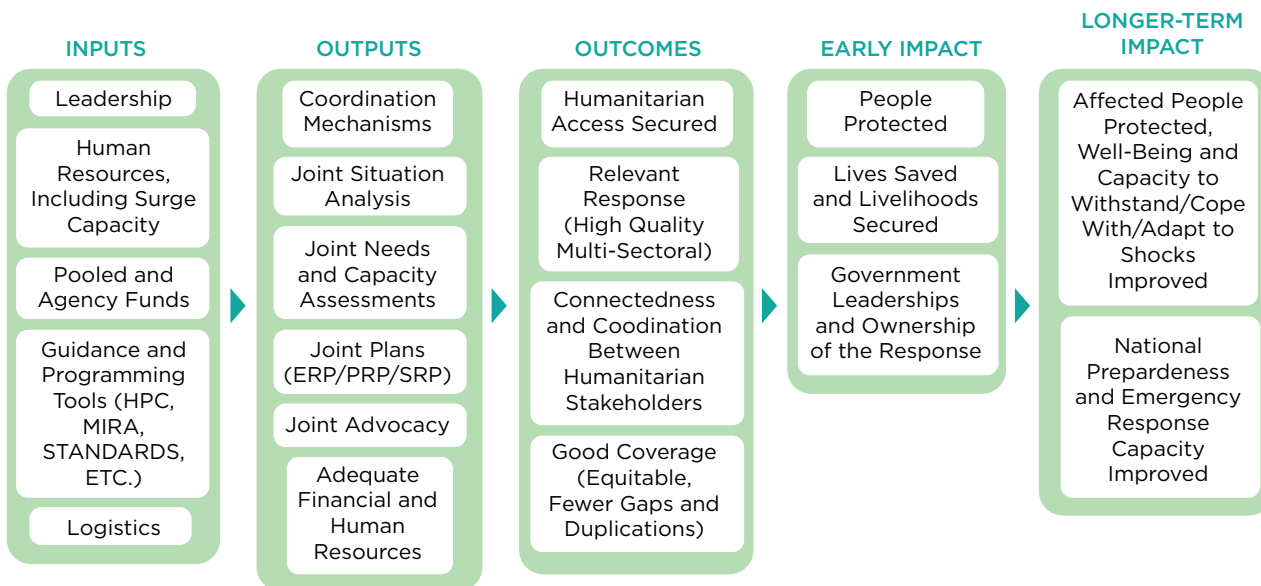 INPUTS
Leadership
Human
Resources,
Including Surge
Capacity
Pooled and
Agency Funds
Guidance and
Programming
Tools (HPC,
MIRA,
STANDARDS,
ETC.)
Logistics
OUTPUTS
Coordination
Mechanisms
Joint Situation
Analysis
Joint Needs
and Capacity
Assessments
Joint Plans
(ERP/PRP/SRP)
Joint Advocacy
Adequate
Financial and
Human
Resources
OUTCOMES
Humanitarian
Access Secured
Relevant
Response
(High Quality
Multi-Sectoral)
Connectedness
and Coodination
Between
Humanitarian
Stakeholders
Good Coverage
(Equitable,
Fewer Gaps and
Duplications)
EARLY IMPACT
People
Protected
Lives Saved
and Livelihoods
Secured
Government
Leaderships
and Ownership
of the Response
LONGER-TERM
IMPACT
Affected People
Protected,
Well-Being and
Capacity to
Withstand/Cope
With/Adapt to
Shocks
Improved
National
Prepardeness
and Emergency
Response
Capacity
Improved